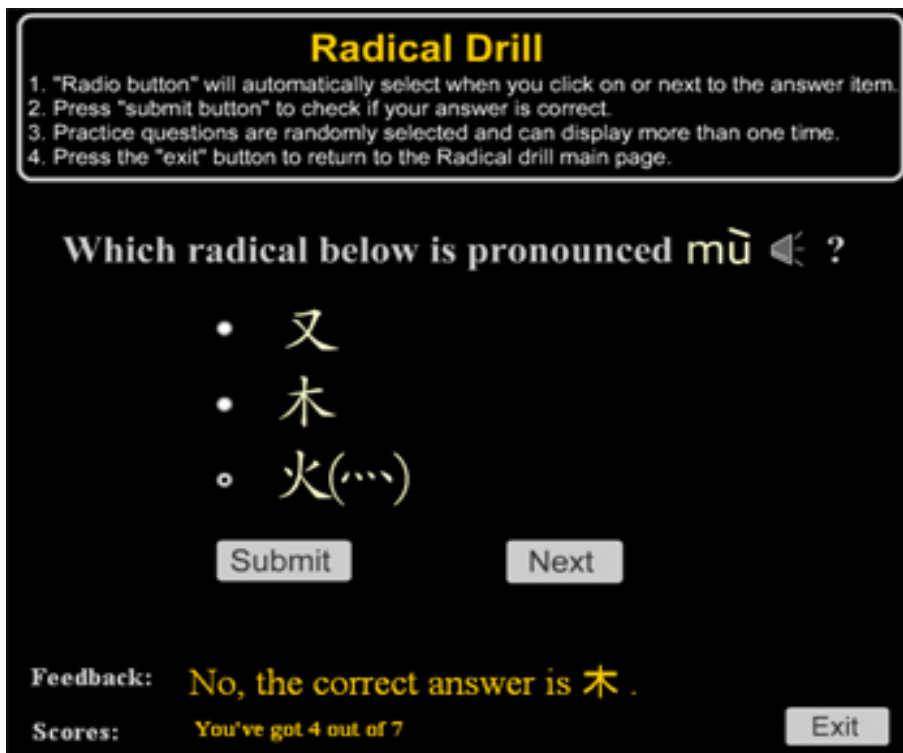 Radical Drill
1. "Radio button" will automatically select when you click on or next to the answer item.
2. Press "submit button" to check if your answer is correct.
3. Practice questions are randomly selected and can display more than one time.
4. Press the "exit" button to return to the Radical drill main page.
Which radical below is pronounced mù ?
又
木
火(灬)
Submit Next
Feedback: No, the correct answer is 木 .
Scores: You've got 4 out of 7
Exit